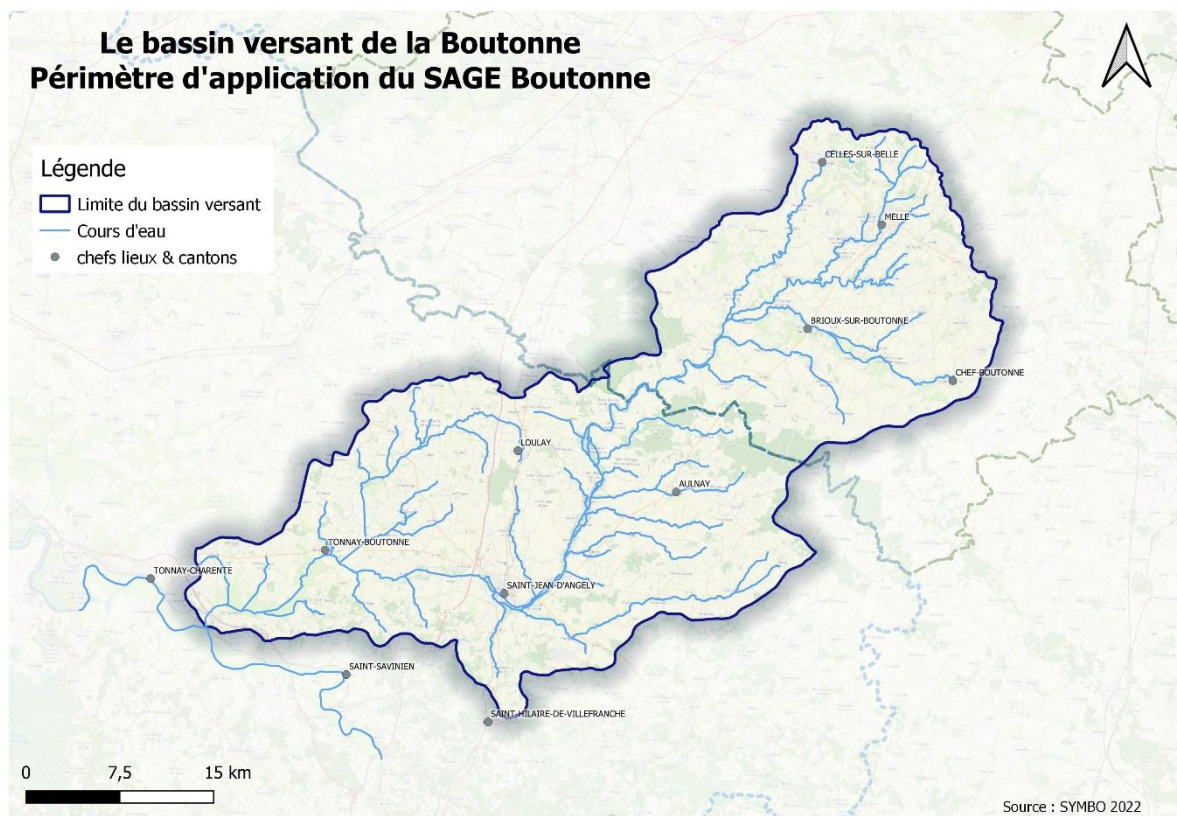 Le bassin versant de la Boutonne
Périmètre d'application du SAGE Boutonne
Légende
Limite du bassin versant
Cours d'eau
chefs lieux & cantons
CELLES-SUR-BELLE
MELLE
BRIOUX-SUR-BOUTONNE
CHEF-BOUTONNE
LOULAY
AULNAY
TONNAY-BOUTONNE
TONNAY-CHARENTE
SAINT-JEAN-D'ANGELY
SAINT-SAVINIEN
SAINT-HILAIRE-DE-VILLEFRANCHE
0 7,5 15 km
Source : SYMBO 2022